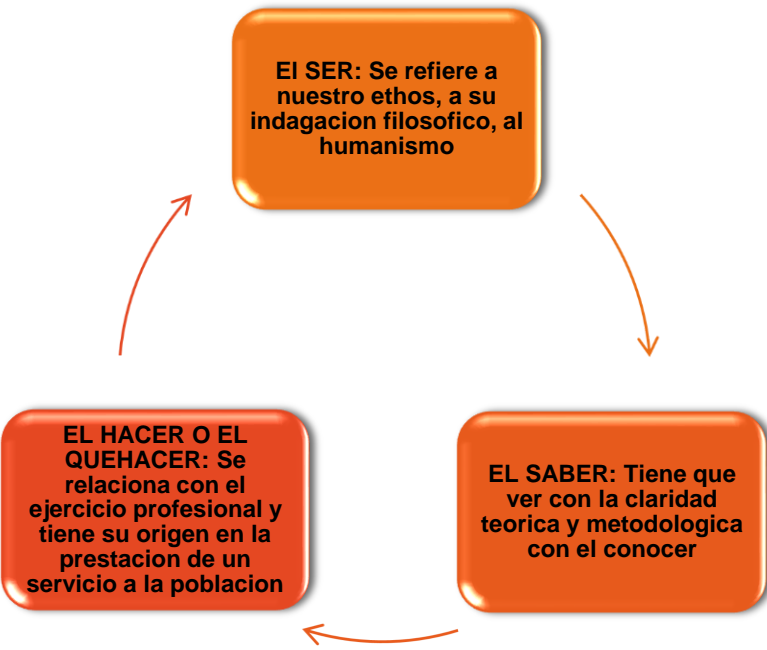 El SER: Se refiere a
nuestro ethos, a su
indagacion filosofico, al
humanismo
EL SABER: Tiene que
ver con la claridad
teorica y metodologica
con el conocer
EL HACER O EL
QUEHACER: Se
relaciona con el
ejercicio profesional y
tiene su origen en la
prestacion de un
servicio a la poblacion